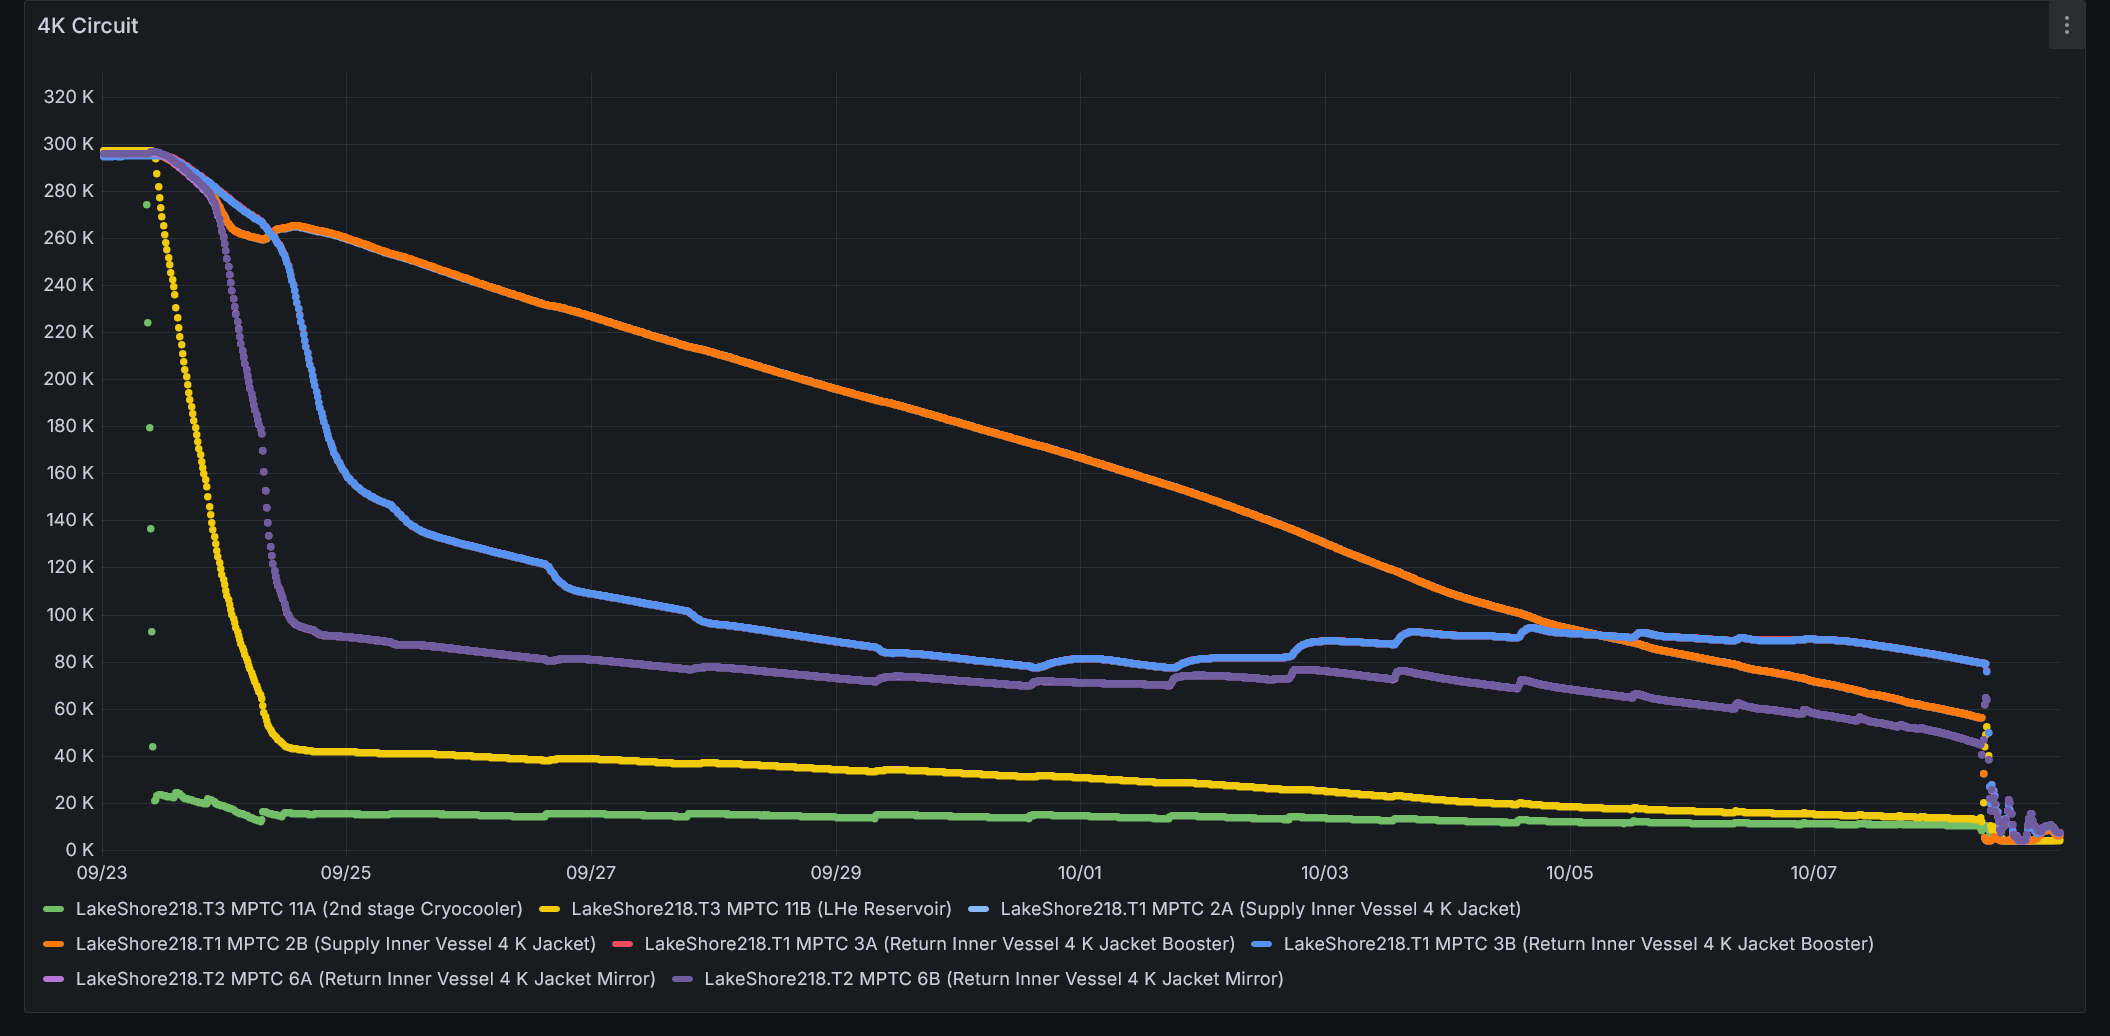 4K Circuit
320 K
300 K
280 K
260 K
240 K
220 K
200 K
180 K
160 K
140 K
120 K
100 K
80 K
60 K
40 K
20 K
0 K
09/23 09/25 09/27 09/29 10/01 10/03 10/05 10/07
LakeShore218.T3 MPTC 11A (2nd stage Cryocooler) LakeShore218.T3 MPTC 11B (LHe Reservoir) LakeShore218.T1 MPTC 2A (Supply Inner Vessel 4 K Jacket)
LakeShore218.T1 MPTC 2B (Supply Inner Vessel 4 K Jacket) LakeShore218.T1 MPTC 3A (Return Inner Vessel 4 K Jacket Booster) LakeShore218.T1 MPTC 3B (Return Inner Vessel 4 K Jacket Booster)
LakeShore218.T2 MPTC 6A (Return Inner Vessel 4 K Jacket Mirror) LakeShore218.T2 MPTC 6B (Return Inner Vessel 4 K Jacket Mirror)